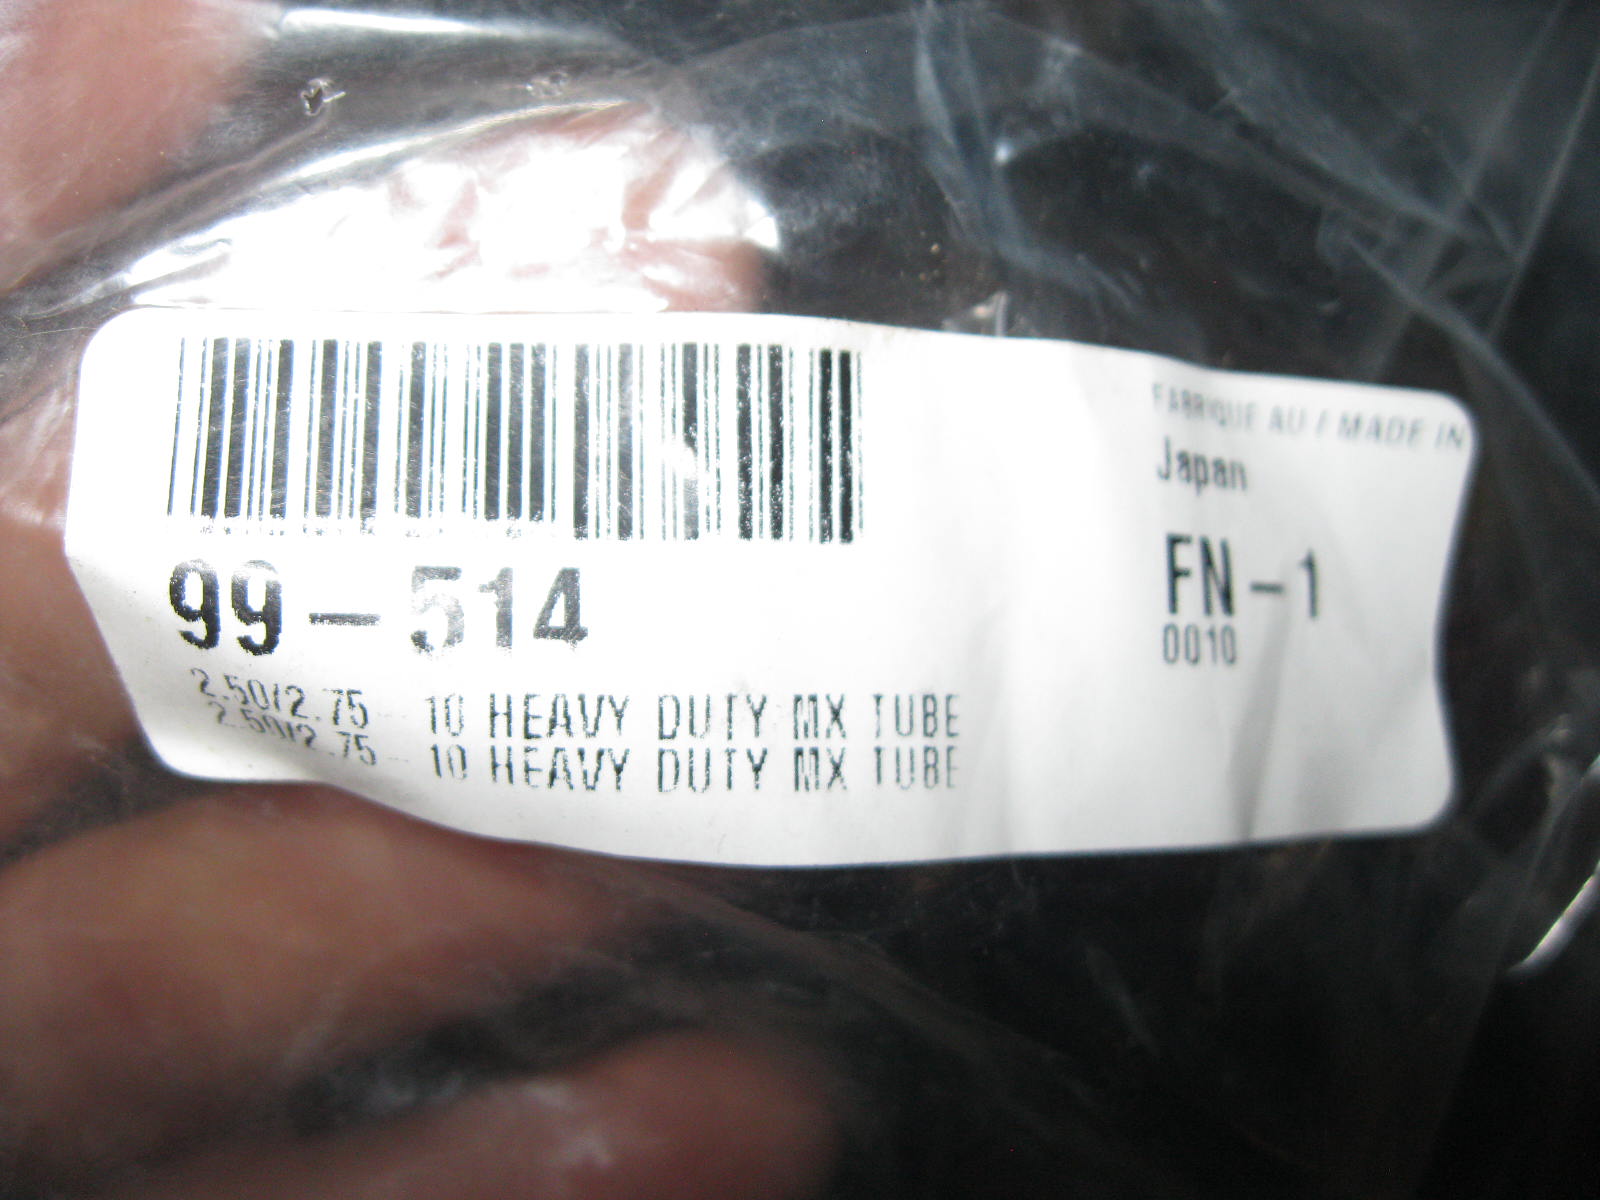 99-514
2.50/2.75 - 10 HEAVY DUTY MX TUBE
2.50/2.75 - 10 HEAVY DUTY MX TUBE
FABRIQUE AU / MADE IN
Japan
FN-1
0010